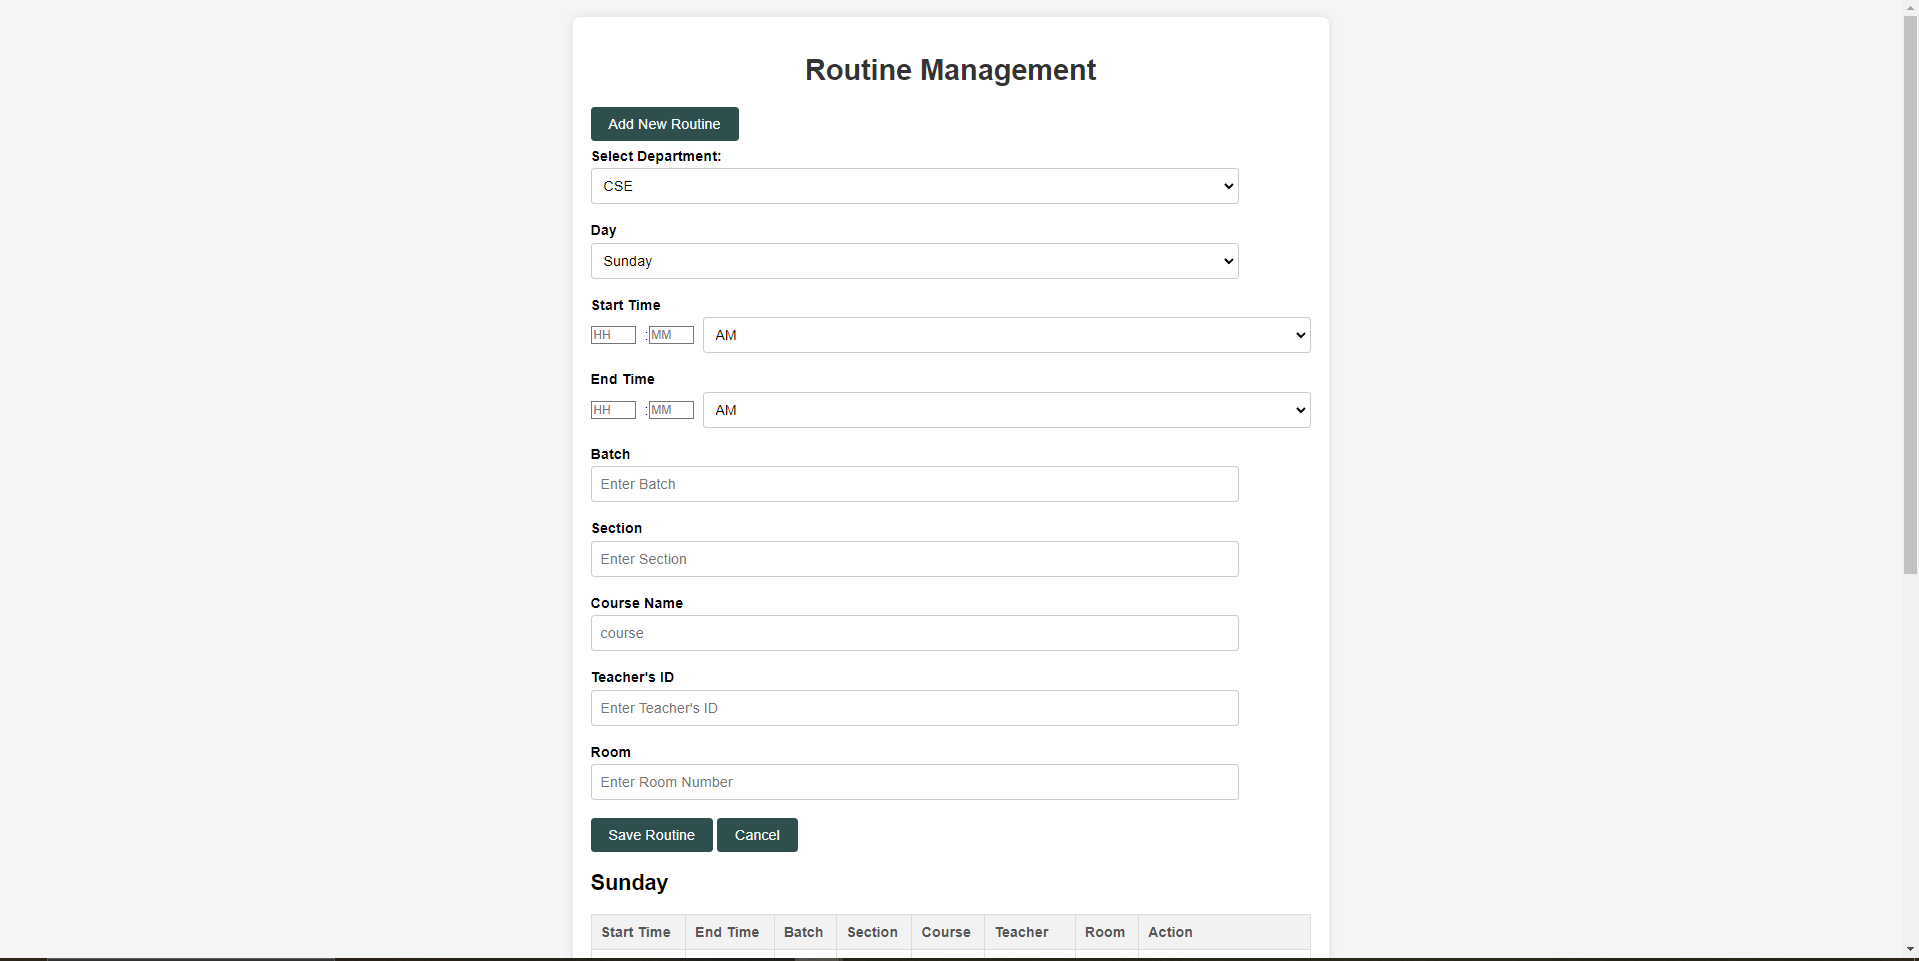 Routine Management
Add New Routine
Select Department:
CSE
Day
Sunday
Start Time
HH : MM AM
End Time
HH : MM AM
Batch
Enter Batch
Section
Enter Section
Course Name
course
Teacher's ID
Enter Teacher's ID
Room
Enter Room Number
Save Routine Cancel
Sunday
Start Time End Time Batch Section Course Teacher Room Action